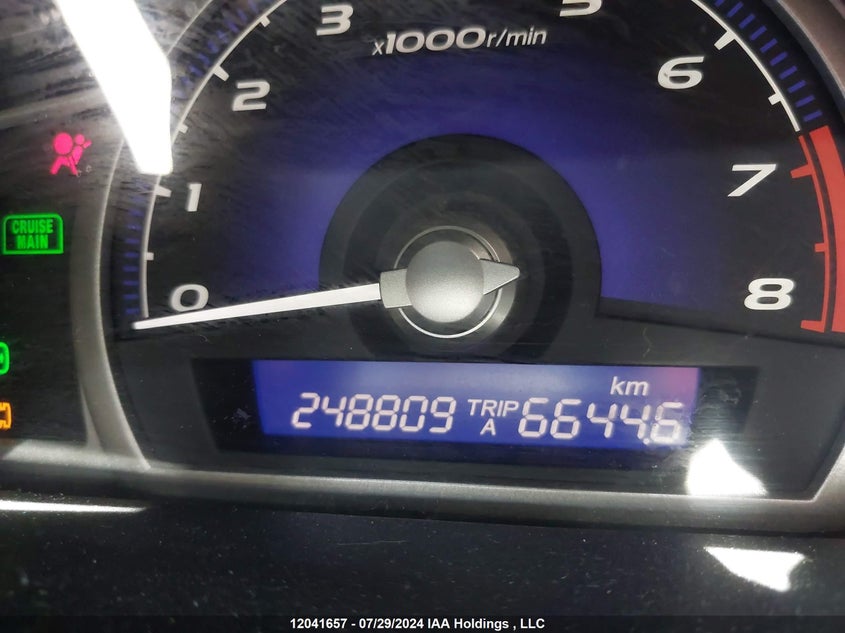 3
5
x1000r/min
2
6
1
7
CRUISE
MAIN
0
8
km
248809 TRIP A 6644.6
12041657 - 07/29/2024 IAA Holdings , LLC